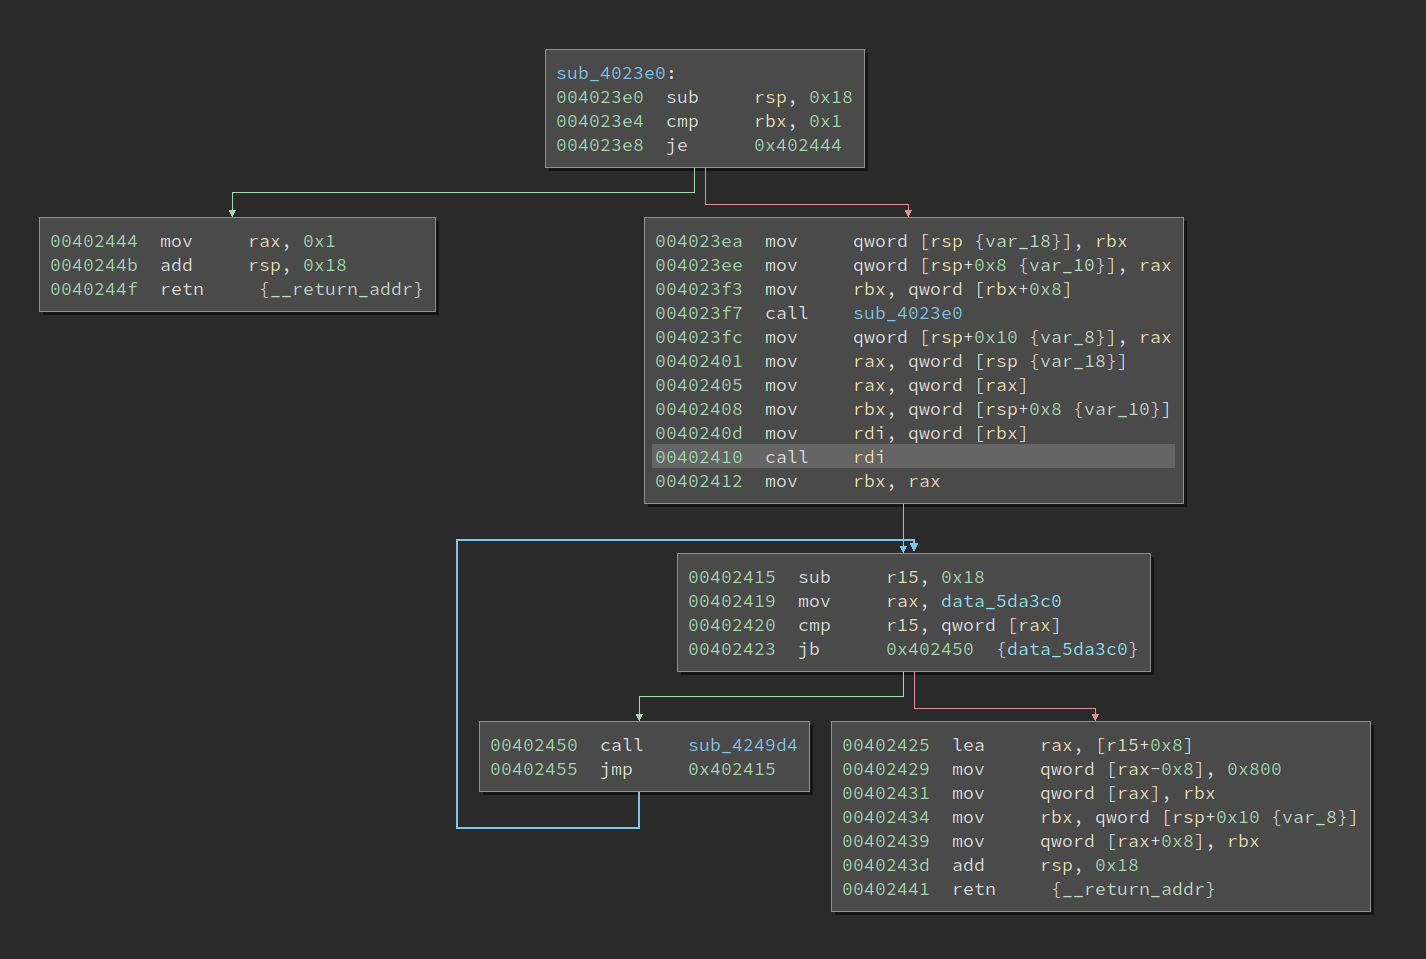 sub_4023e0:
004023e0 sub rsp, 0x18
004023e4 cmp rbx, 0x1
004023e8 je 0x402444
00402444 mov rax, 0x1
0040244b add rsp, 0x18
0040244f retn {__return_addr}
004023ea mov qword [rsp {var_18}], rbx
004023ee mov qword [rsp+0x8 {var_10}], rax
004023f3 mov rbx, qword [rbx+0x8]
004023f7 call sub_4023e0
004023fc mov qword [rsp+0x10 {var_8}], rax
00402401 mov rax, qword [rsp {var_18}]
00402405 mov rax, qword [rax]
00402408 mov rbx, qword [rsp+0x8 {var_10}]
0040240d mov rdi, qword [rbx]
00402410 call rdi
00402412 mov rbx, rax
00402415 sub r15, 0x18
00402419 mov rax, data_5da3c0
00402420 cmp r15, qword [rax]
00402423 jb 0x402450 {data_5da3c0}
00402450 call sub_4249d4
00402455 jmp 0x402415
00402425 lea rax, [r15+0x8]
00402429 mov qword [rax-0x8], 0x800
00402431 mov qword [rax], rbx
00402434 mov rbx, qword [rsp+0x10 {var_8}]
00402439 mov qword [rax+0x8], rbx
0040243d add rsp, 0x18
00402441 retn {__return_addr}